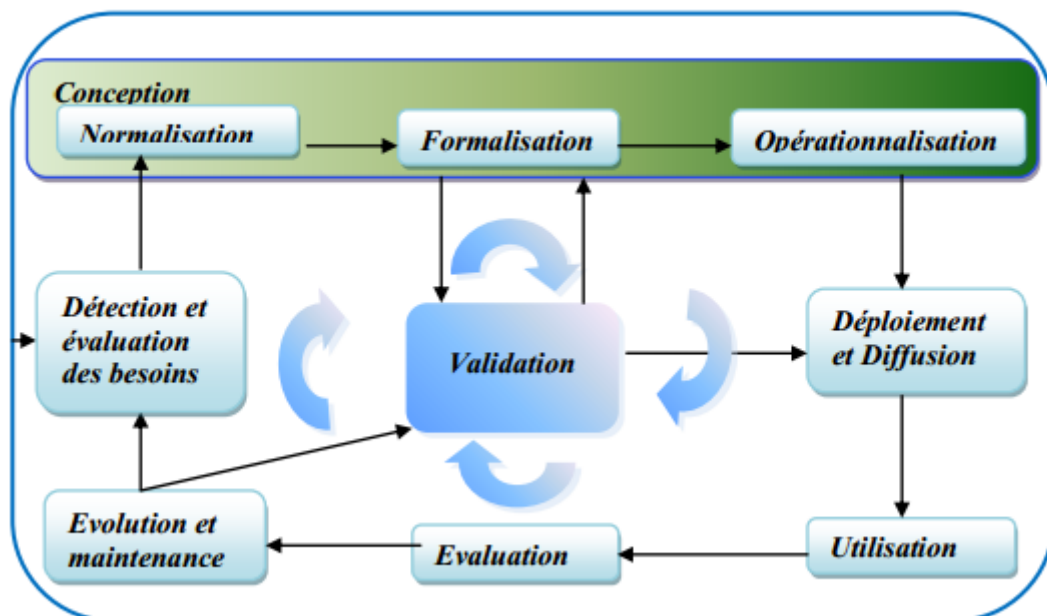 Conception
Normalisation
Formalisation
Opérationnalisation
Détection et
évaluation
des besoins
Validation
Déploiement
et Diffusion
Evolution et
maintenance
Evaluation
Utilisation